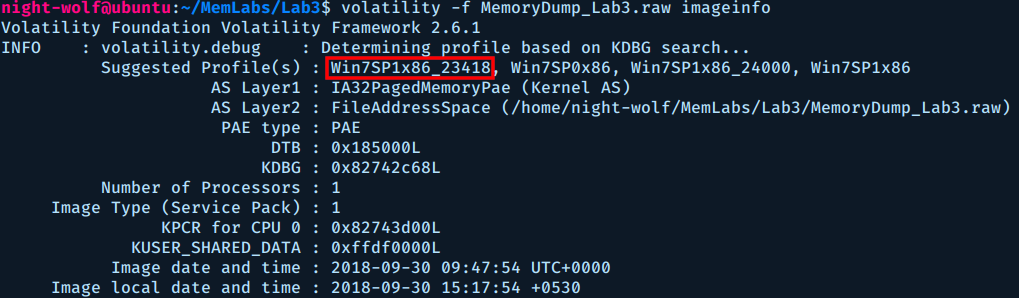 night-wolf@ubuntu:~/MemLabs/Lab3$ volatility -f MemoryDump_Lab3.raw imageinfo
Volatility Foundation Volatility Framework 2.6.1
INFO    : volatility.debug    : Determining profile based on KDBG search...
Suggested Profile(s) : Win7SP1x86_23418, Win7SP0x86, Win7SP1x86_24000, Win7SP1x86
AS Layer1 : IA32PagedMemoryPae (Kernel AS)
AS Layer2 : FileAddressSpace (/home/night-wolf/MemLabs/Lab3/MemoryDump_Lab3.raw)
PAE type : PAE
DTB : 0x185000L
KDBG : 0x82742c68L
Number of Processors : 1
Image Type (Service Pack) : 1
KPCR for CPU 0 : 0x82743d00L
KUSER_SHARED_DATA : 0xffdf0000L
Image date and time : 2018-09-30 09:47:54 UTC+0000
Image local date and time : 2018-09-30 15:17:54 +0530